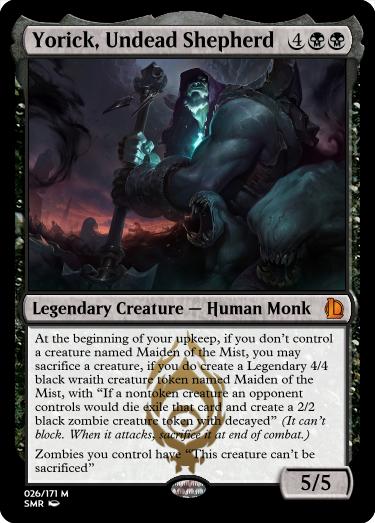 Yorick, Undead Shepherd 4
Legendary Creature — Human Monk
At the beginning of your upkeep, if you don't control
a creature named Maiden of the Mist, you may
sacrifice a creature, if you do create a Legendary 4/4
black wraith creature token named Maiden of the
Mist, with “If a nontoken creature an opponent
controls would die exile that card and create a 2/2
black zombie creature token with decayed” (It can't
block. When it attacks, sacrifice it at end of combat.)
Zombies you control have “This creature can't be
sacrificed”
5/5
026/171 M
SMR